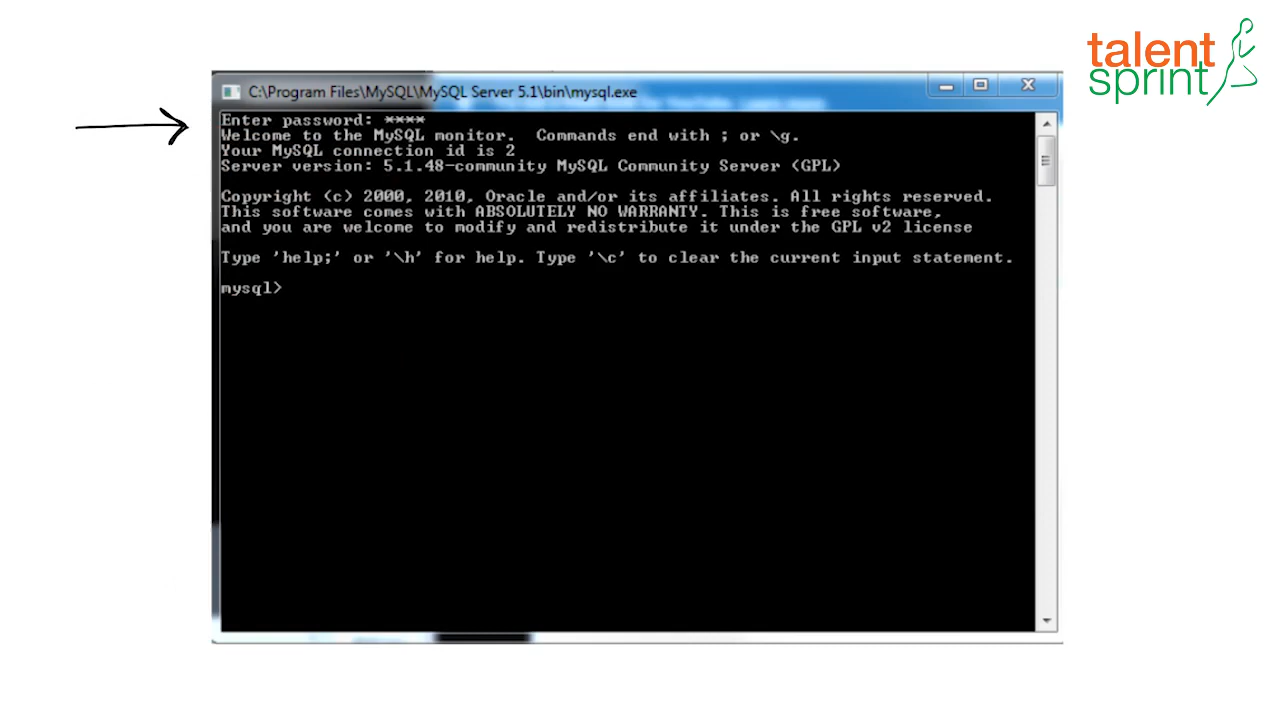 talent
sprint
C:\Program Files\MySQL\MySQL Server 5.1\bin\mysql.exe
Enter password: ****
Welcome to the MySQL monitor.  Commands end with ; or \g.
Your MySQL connection id is 2
Server version: 5.1.48-community MySQL Community Server (GPL)
Copyright (c) 2000, 2010, Oracle and/or its affiliates. All rights reserved.
This software comes with ABSOLUTELY NO WARRANTY. This is free software,
and you are welcome to modify and redistribute it under the GPL v2 license
Type 'help;' or '\h' for help. Type '\c' to clear the current input statement.
mysql>